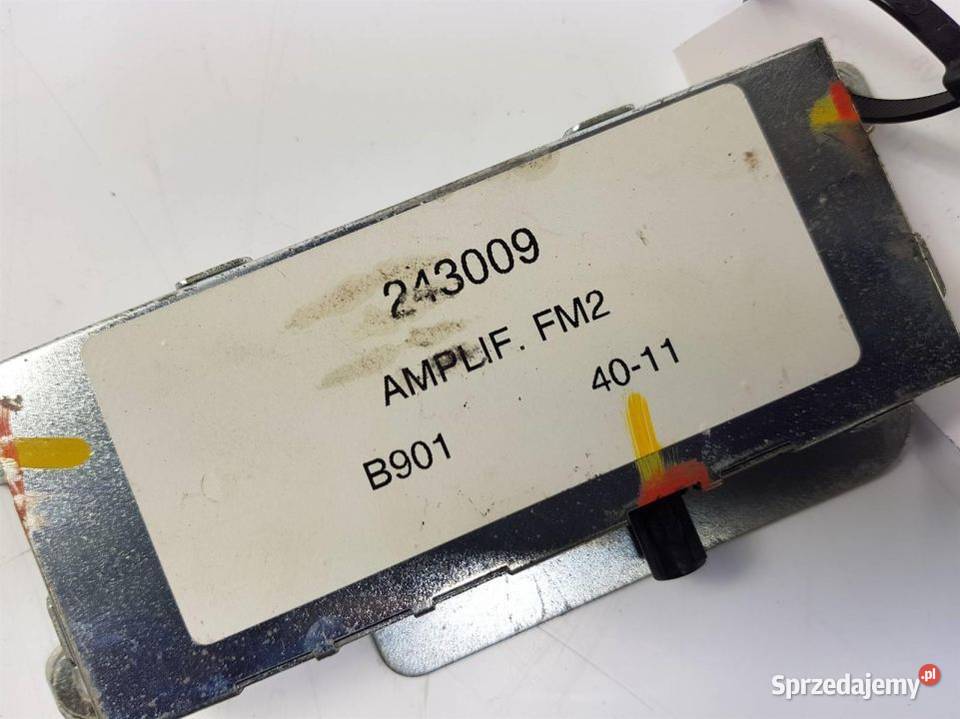 243009
AMPLIF. FM2
B901 40-11
Sprzedajemy.pl